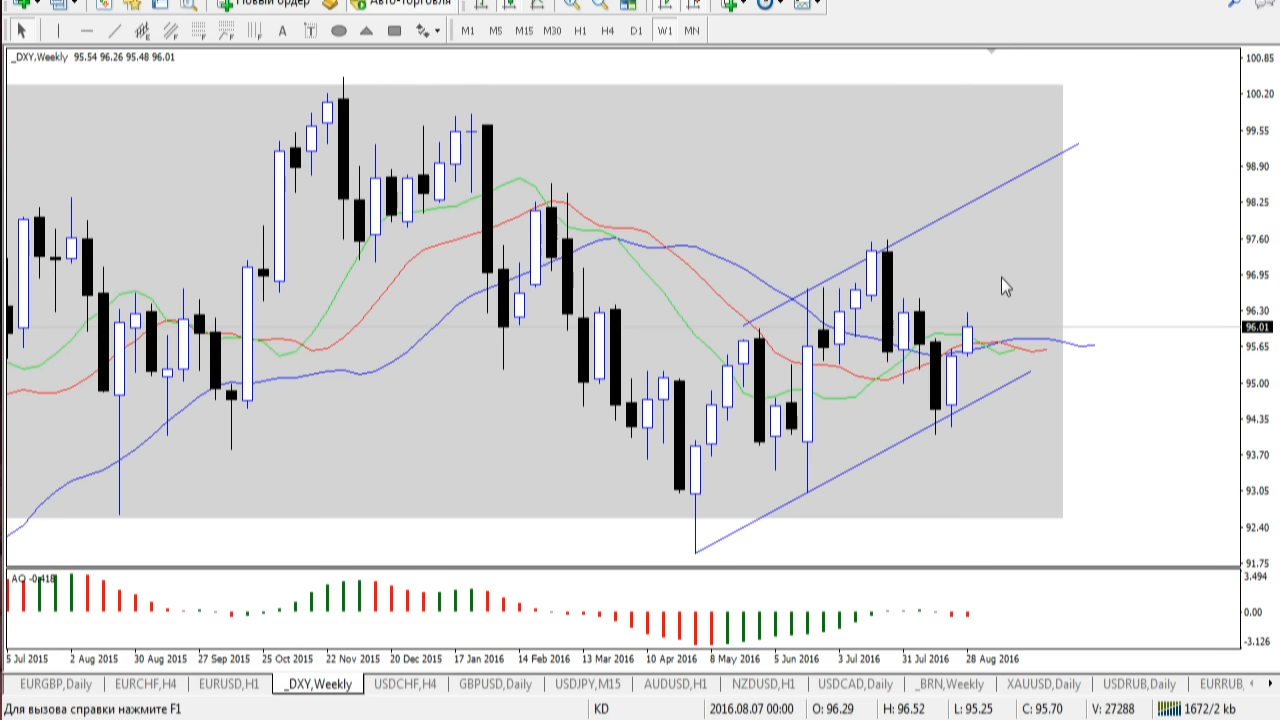 Новый ордер Авто-торговля
A T M1 M5 M15 M30 H1 H4 D1 W1 MN
_DXY,Weekly 95.54 96.26 95.48 96.01
100.85
100.20
99.55
98.90
98.25
97.60
96.95
96.30
96.01
95.65
95.00
94.35
93.70
93.05
92.40
91.75
AO -0.418
3.494
0.00
-3.126
5 Jul 2015 2 Aug 2015 30 Aug 2015 27 Sep 2015 25 Oct 2015 22 Nov 2015 20 Dec 2015 17 Jan 2016 14 Feb 2016 13 Mar 2016 10 Apr 2016 8 May 2016 5 Jun 2016 3 Jul 2016 31 Jul 2016 28 Aug 2016
EURGBP,Daily EURCHF,H4 EURUSD,H1 _DXY,Weekly USDCHF,H4 GBPUSD,Daily USDJPY,M15 AUDUSD,H1 NZDUSD,H1 USDCAD,Daily _BRN,Weekly XAUUSD,Daily USDRUB,Daily EURRUB,
Для вызова справки нажмите F1 KD 2016.08.07 00:00 O: 96.29 H: 96.52 L: 95.25 C: 95.70 V: 27288 1672/2 kb